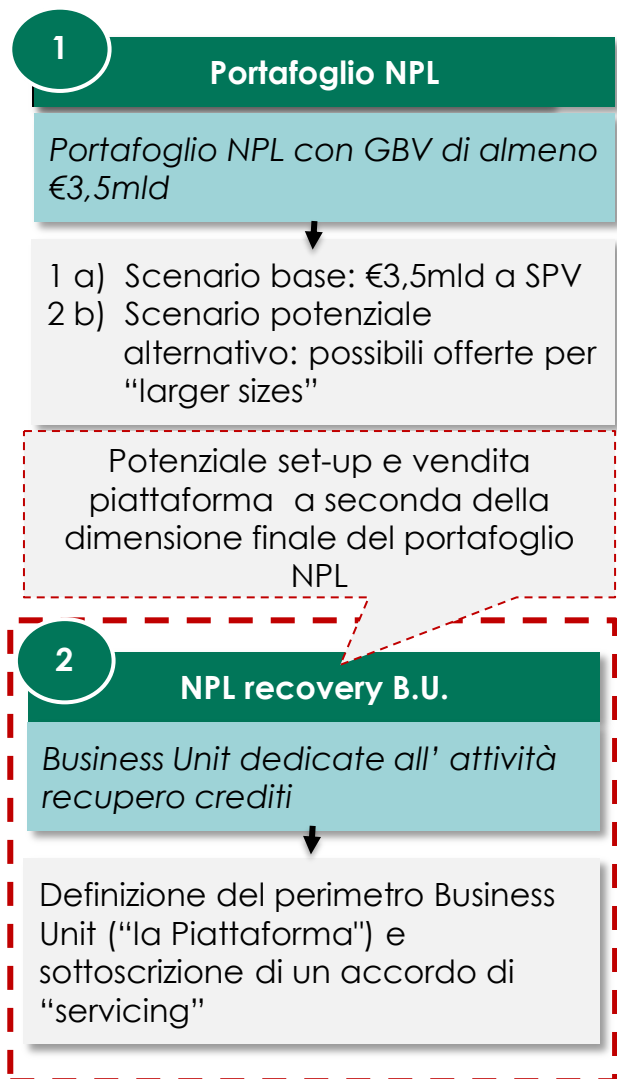 1
Portafoglio NPL
Portafoglio NPL con GBV di almeno
€3,5mld
1 a) Scenario base: €3,5mld a SPV
2 b) Scenario potenziale
alternativo: possibili offerte per
“larger sizes”
Potenziale set-up e vendita
piattaforma a seconda della
dimensione finale del portafoglio
NPL
2
NPL recovery B.U.
Business Unit dedicate all’ attività
recupero crediti
Definizione del perimetro Business
Unit (“la Piattaforma") e
sottoscrizione di un accordo di
“servicing”